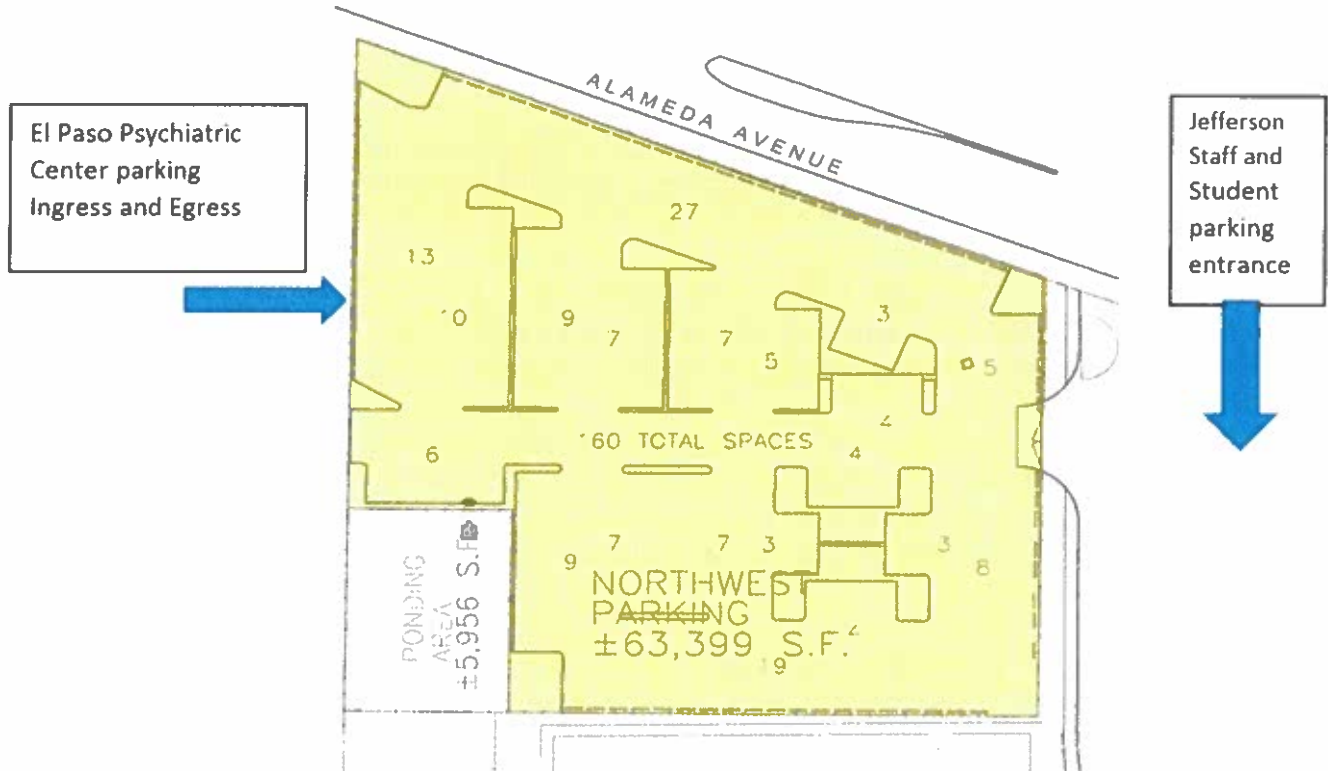 ALAMEDA AVENUE
El Paso Psychiatric
Center parking
Ingress and Egress
Jefferson
Staff and
Student
parking
entrance
27
13
3
10
9
7
7
5
5
4
160 TOTAL SPACES
4
6
7
7
3
3
9
8
NORTHWEST
PARKING
±63,399 S.F.
4
19
PONDING
AREA
±5,956 S.F.